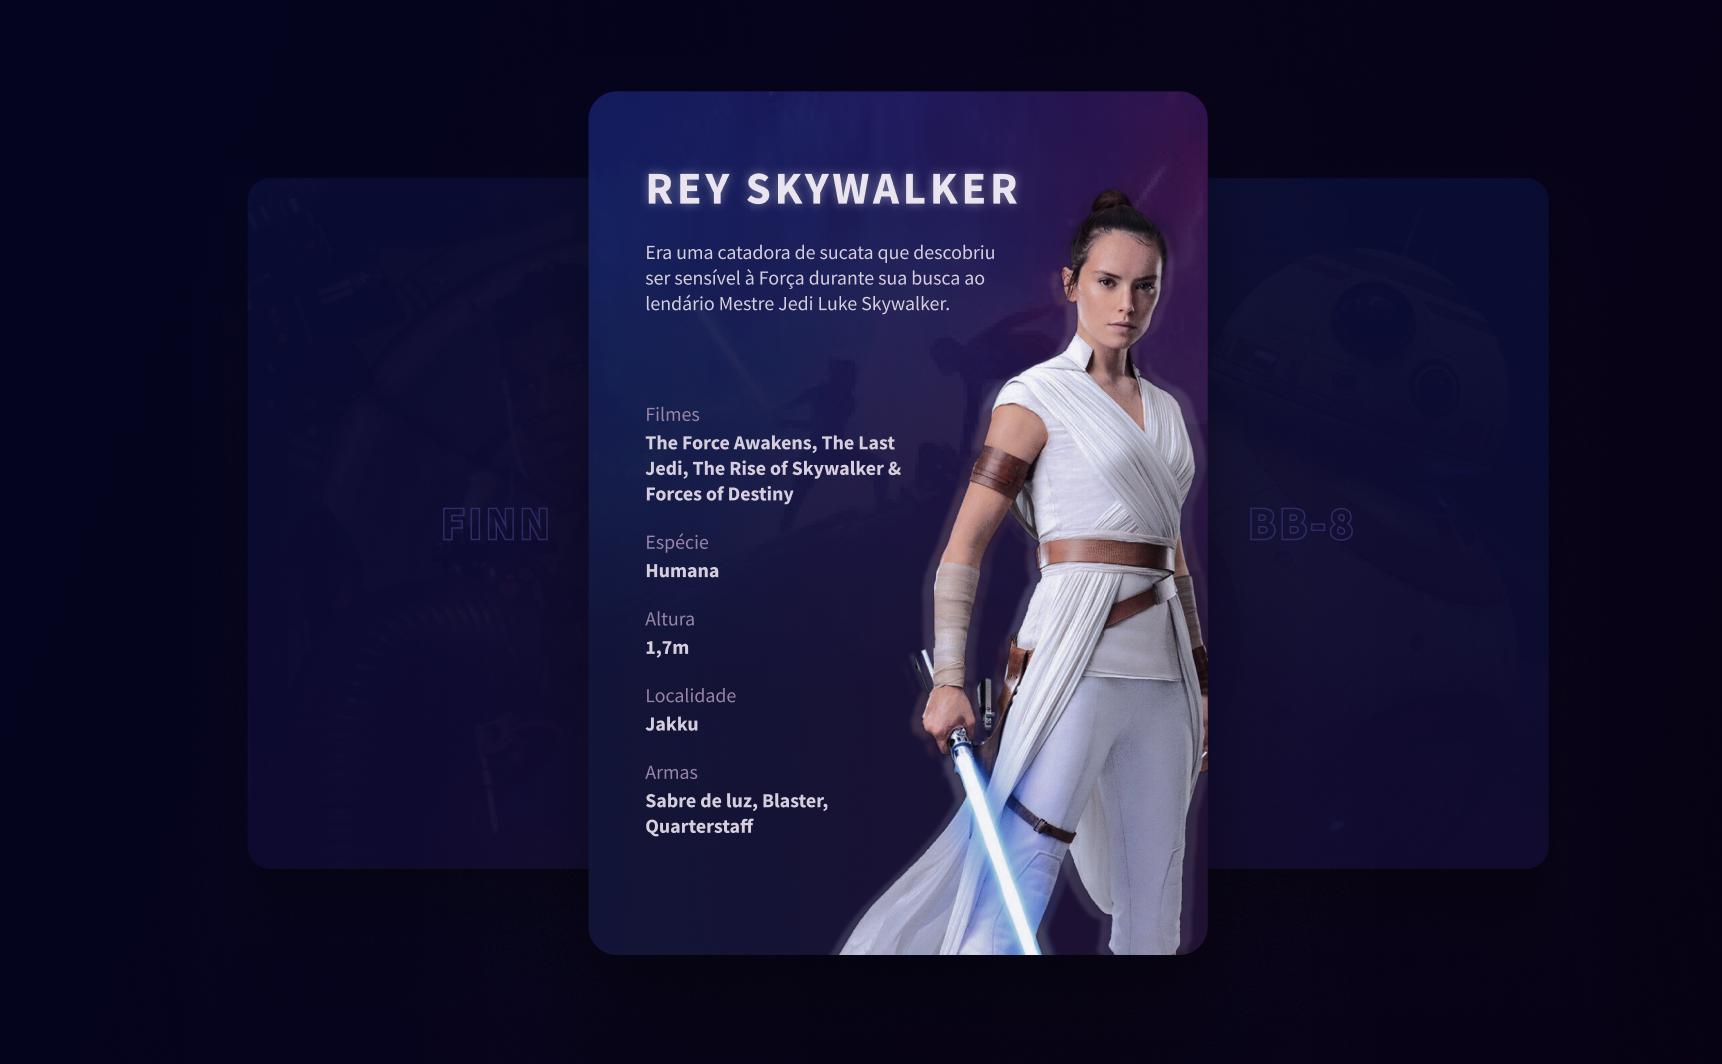 REY SKYWALKER
Era uma catadora de sucata que descobriu
ser sensível à Força durante sua busca ao
lendário Mestre Jedi Luke Skywalker.
Filmes
The Force Awakens, The Last
Jedi, The Rise of Skywalker &
Forces of Destiny
Espécie
Humana
Altura
1,7m
Localidade
Jakku
Armas
Sabre de luz, Blaster,
Quarterstaff
FINN
BB-8